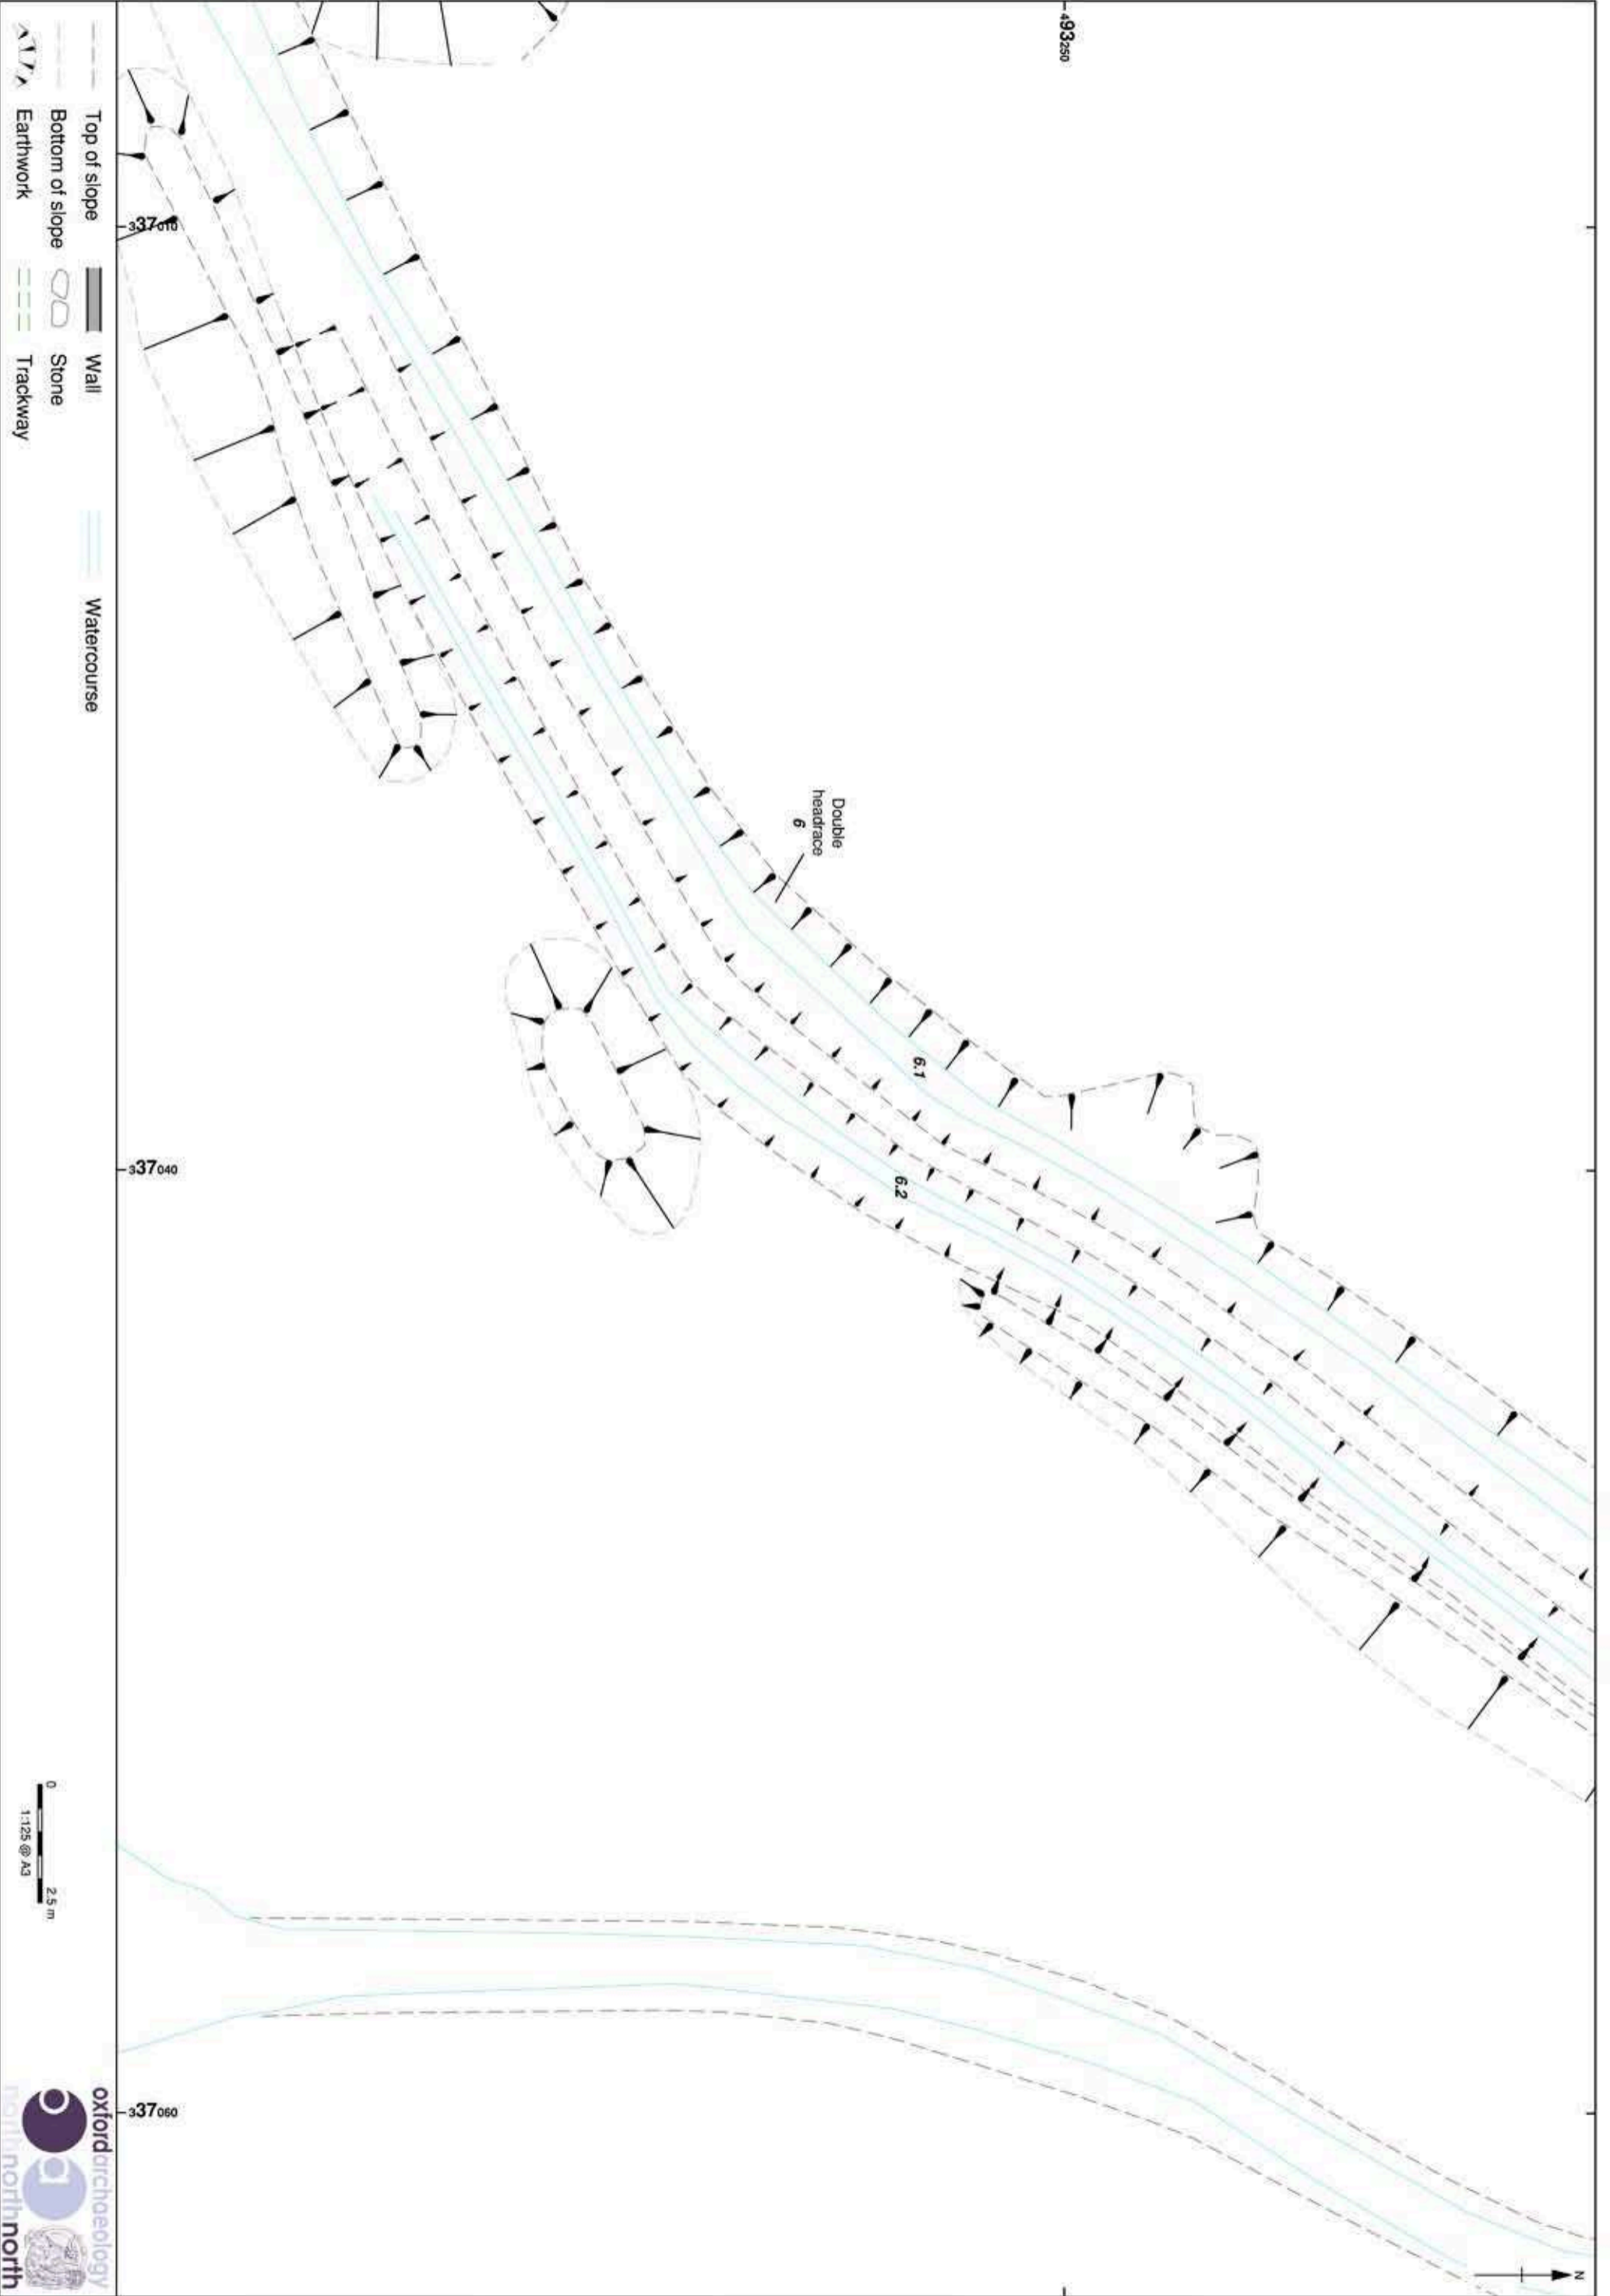 493250
Double
headrace
6
6.1
6.2
N
337010
337040
337060
Top of slope
Bottom of slope
Earthwork
Wall
Stone
Trackway
Watercourse
0
2.5 m
1:125 @ A3
oxfordarchaeology
northnorthnorth